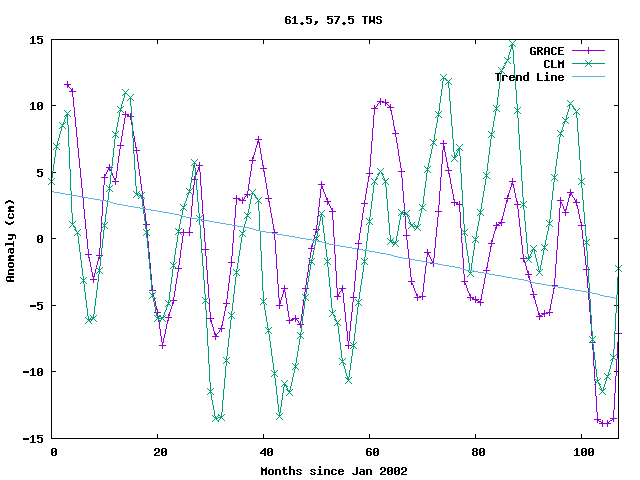 61.5, 57.5 TWS
GRACE
CLM
Trend Line
Anomaly (cm)
15
10
5
0
-5
-10
-15
0 20 40 60 80 100
Months since Jan 2002